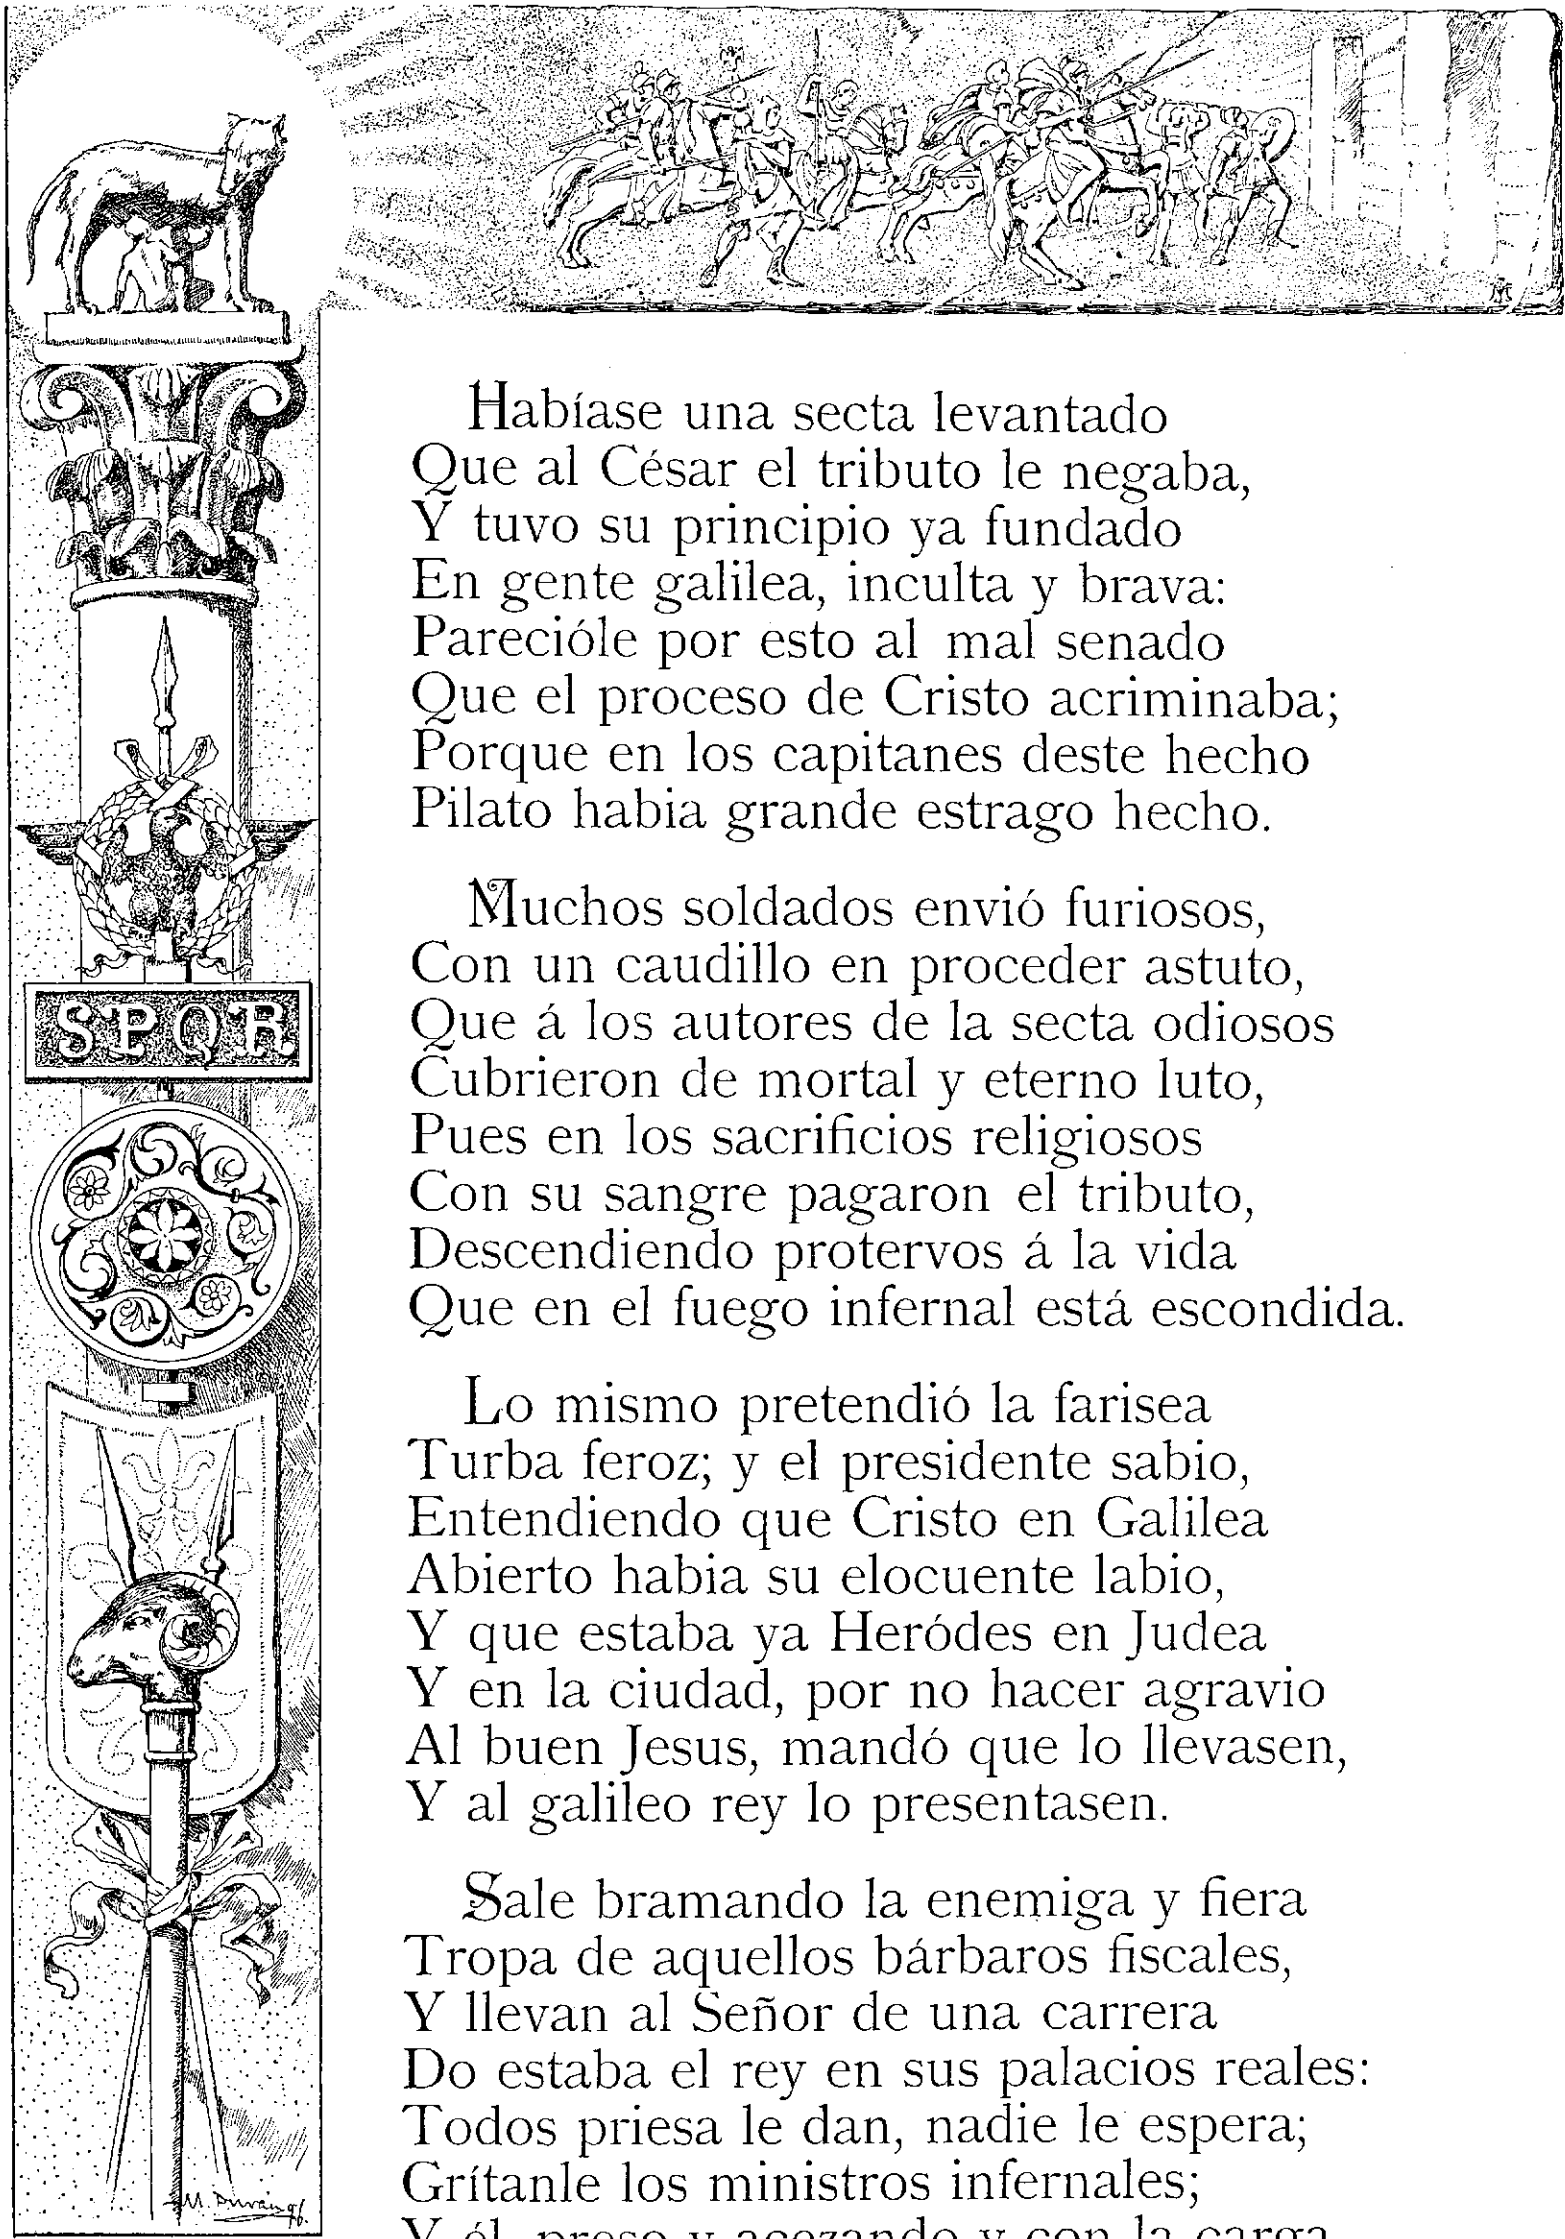 Habíase una secta levantado
Que al César el tributo le negaba,
Y tuvo su principio ya fundado
En gente galilea, inculta y brava:
Parecióle por esto al mal senado
Que el proceso de Cristo acriminaba;
Porque en los capitanes deste hecho
Pilato habia grande estrago hecho.
Muchos soldados envió furiosos,
Con un caudillo en proceder astuto,
Que á los autores de la secta odiosos
Cubrieron de mortal y eterno luto,
Pues en los sacrificios religiosos
Con su sangre pagaron el tributo,
Descendiendo protervos á la vida
Que en el fuego infernal está escondida.
Lo mismo pretendió la farisea
Turba feroz; y el presidente sabio,
Entendiendo que Cristo en Galilea
Abierto habia su elocuente labio,
Y que estaba ya Heródes en Judea
Y en la ciudad, por no hacer agravio
Al buen Jesus, mandó que lo llevasen,
Y al galileo rey lo presentasen.
Sale bramando la enemiga y fiera
Tropa de aquellos bárbaros fiscales,
Y llevan al Señor de una carrera
Do estaba el rey en sus palacios reales:
Todos priesa le dan, nadie le espera;
Grítanle los ministros infernales;
Y él, preso y acezando y con la carga
SPQR
M. Durán 96.